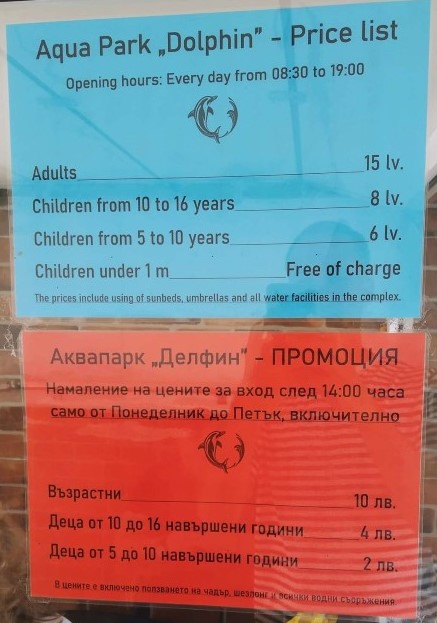 Aqua Park „Dolphin” - Price list
Opening hours: Every day from 08:30 to 19:00
Adults 15 lv.
Children from 10 to 16 years 8 lv.
Children from 5 to 10 years 6 lv.
Children under 1 m Free of charge
The prices include using of sunbeds, umbrellas and all water facilities in the complex.
Аквапарк „Делфин” - ПРОМОЦИЯ
Намаление на цените за вход след 14:00 часа
само от Понеделник до Петък, включително
Възрастни 10 лв.
Деца от 10 до 16 навършени години 4 лв.
Деца от 5 до 10 навършени години 2 лв.
В цените е включено ползването на чадър, шезлонг и всички водни съоръжения